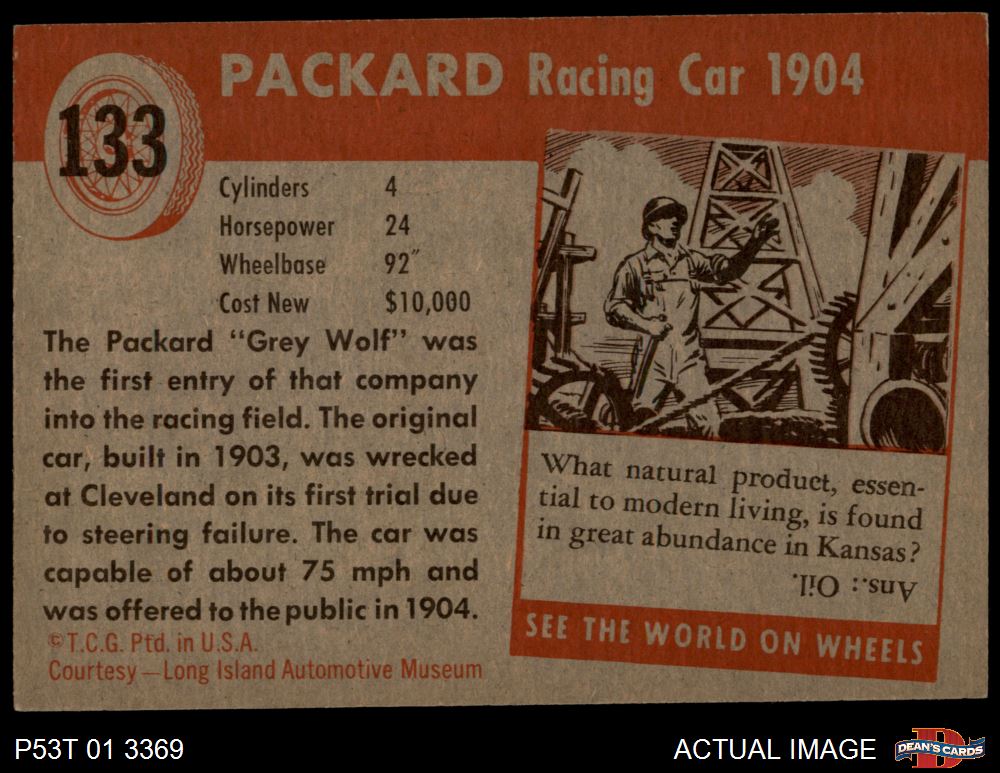 133
PACKARD Racing Car 1904
Cylinders 4
Horsepower 24
Wheelbase 92"
Cost New $10,000
The Packard "Grey Wolf" was
the first entry of that company
into the racing field. The original
car, built in 1903, was wrecked
at Cleveland on its first trial due
to steering failure. The car was
capable of about 75 mph and
was offered to the public in 1904.
©T.C.G. Ptd. in U.S.A.
Courtesy—Long Island Automotive Museum
What natural product, essen-
tial to modern living, is found
in great abundance in Kansas?
Ans.: Oil.
SEE THE WORLD ON WHEELS
P53T 01 3369
ACTUAL IMAGE
D
DEAN'S CARDS